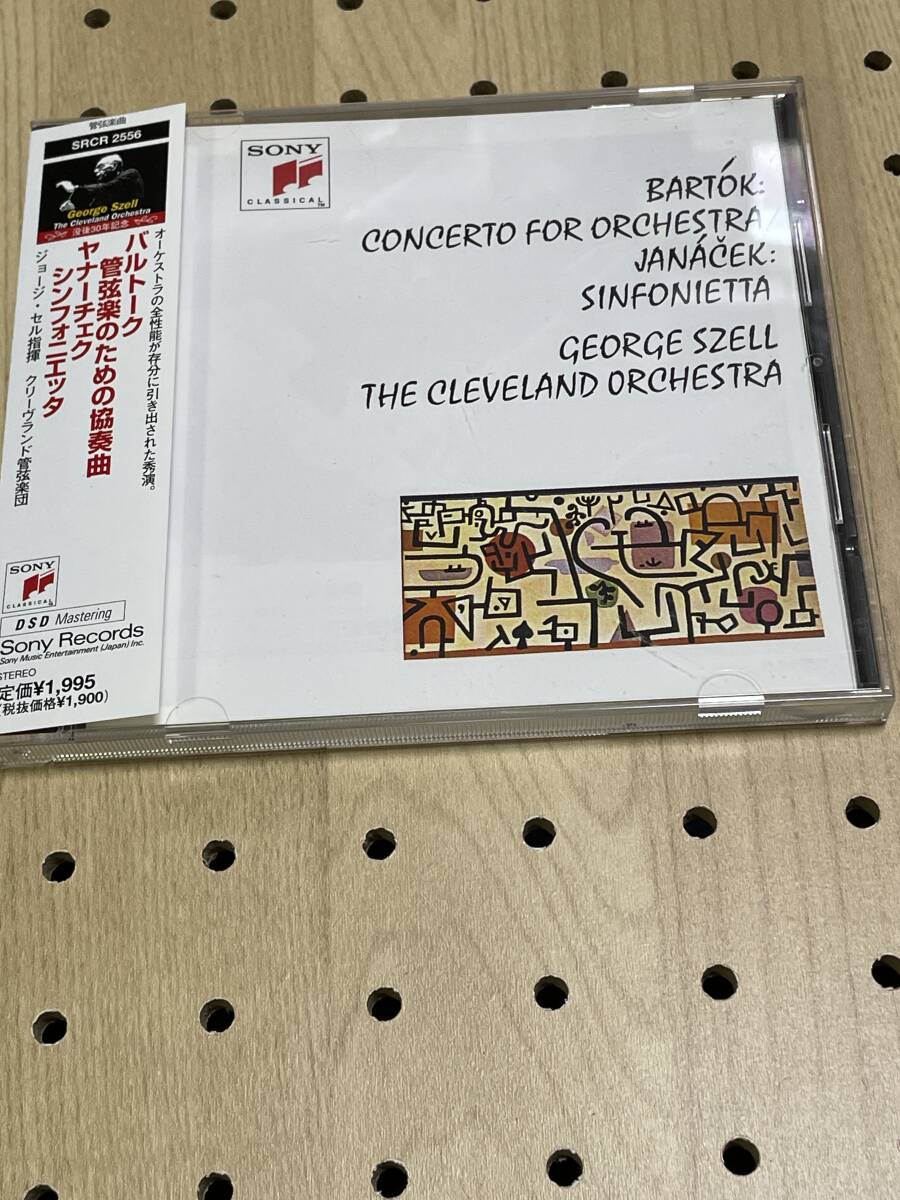 管弦楽曲
SRCR 2556
George Szell
The Cleveland Orchestra
没後30年記念
オーケストラの全性能が存分に引き出された秀演。
バルトーク
管弦楽のための協奏曲
ヤナーチェク
シンフォニエッタ
ジョージ・セル指揮 クリーヴランド管弦楽団
SONY
CLASSICAL
DSD Mastering
Sony Records
Sony Music Entertainment (Japan) Inc.
STEREO
定価¥1,995
(税抜価格¥1,900)
SONY
CLASSICAL
TM
BARTÓK:
CONCERTO FOR ORCHESTRA/
JANÁČEK:
SINFONIETTA
GEORGE SZELL
THE CLEVELAND ORCHESTRA